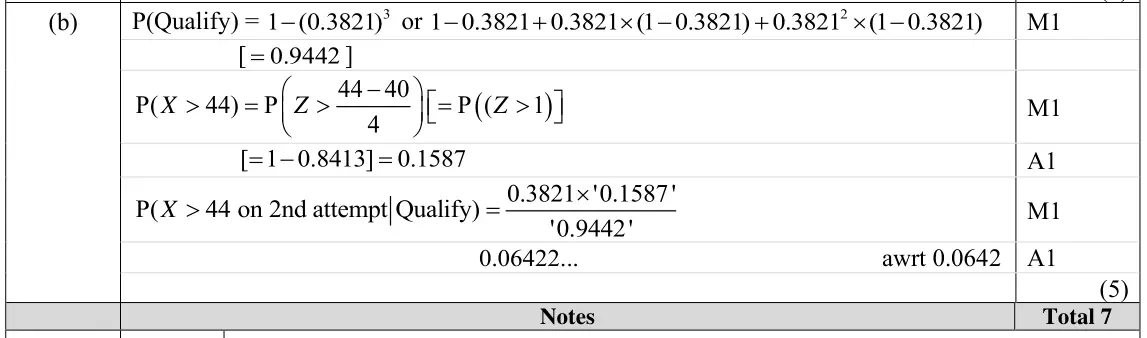 (b) P(Qualify) = 1−(0.3821)³ or 1−0.3821+0.3821×(1−0.3821)+0.3821²×(1−0.3821) M1
[ = 0.9442 ]
P(X > 44) = P(Z > (44−40)/4) [= P((Z > 1)] M1
[=1−0.8413] = 0.1587 A1
P(X > 44 on 2nd attempt|Qualify) = (0.3821×'0.1587')/('0.9442') M1
0.06422... awrt 0.0642 A1
(5)
Notes Total 7